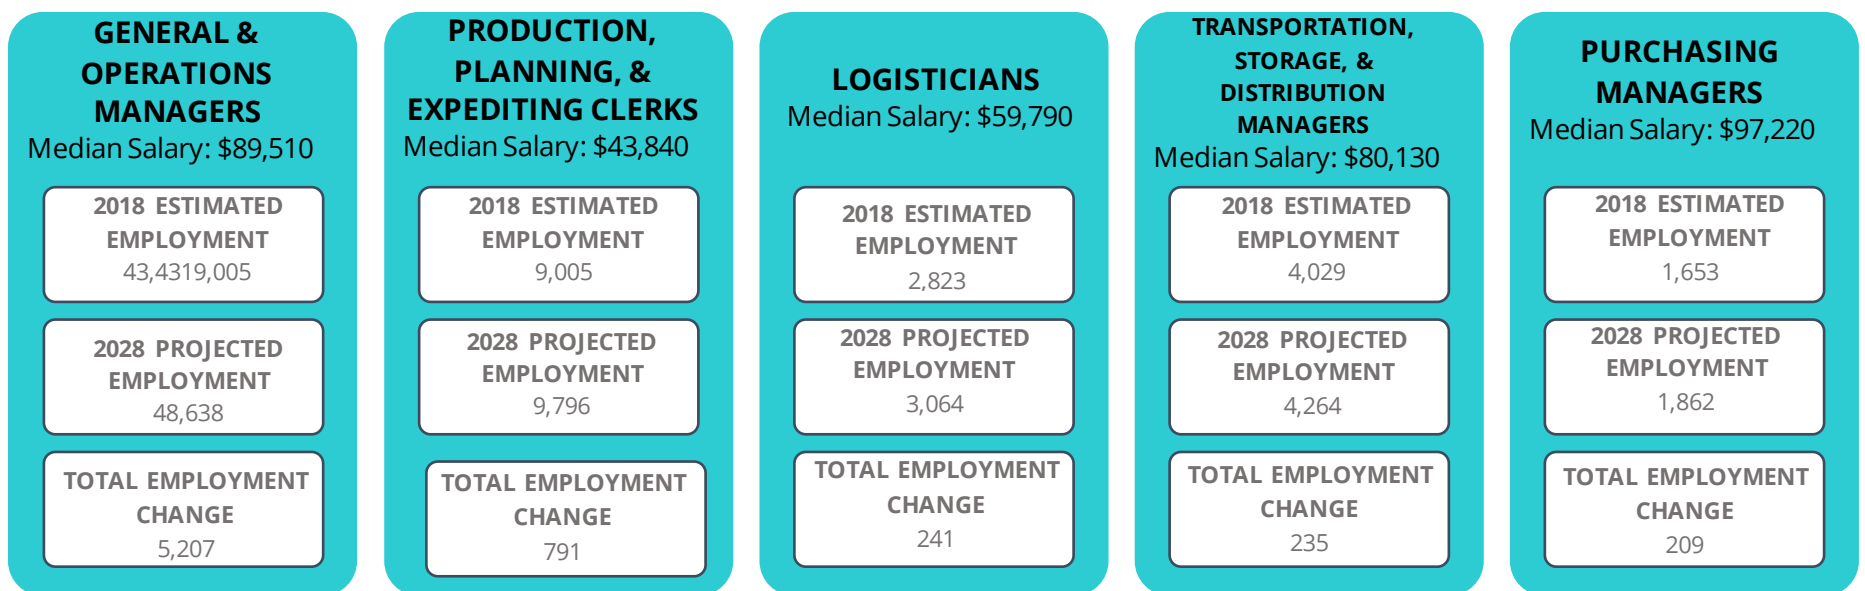 GENERAL &
OPERATIONS
MANAGERS
Median Salary: $89,510
2018 ESTIMATED
EMPLOYMENT
43,4319,005
2028 PROJECTED
EMPLOYMENT
48,638
TOTAL EMPLOYMENT
CHANGE
5,207
PRODUCTION,
PLANNING, &
EXPEDITING CLERKS
Median Salary: $43,840
2018 ESTIMATED
EMPLOYMENT
9,005
2028 PROJECTED
EMPLOYMENT
9,796
TOTAL EMPLOYMENT
CHANGE
791
LOGISTICIANS
Median Salary: $59,790
2018 ESTIMATED
EMPLOYMENT
2,823
2028 PROJECTED
EMPLOYMENT
3,064
TOTAL EMPLOYMENT
CHANGE
241
TRANSPORTATION,
STORAGE, &
DISTRIBUTION
MANAGERS
Median Salary: $80,130
2018 ESTIMATED
EMPLOYMENT
4,029
2028 PROJECTED
EMPLOYMENT
4,264
TOTAL EMPLOYMENT
CHANGE
235
PURCHASING
MANAGERS
Median Salary: $97,220
2018 ESTIMATED
EMPLOYMENT
1,653
2028 PROJECTED
EMPLOYMENT
1,862
TOTAL EMPLOYMENT
CHANGE
209